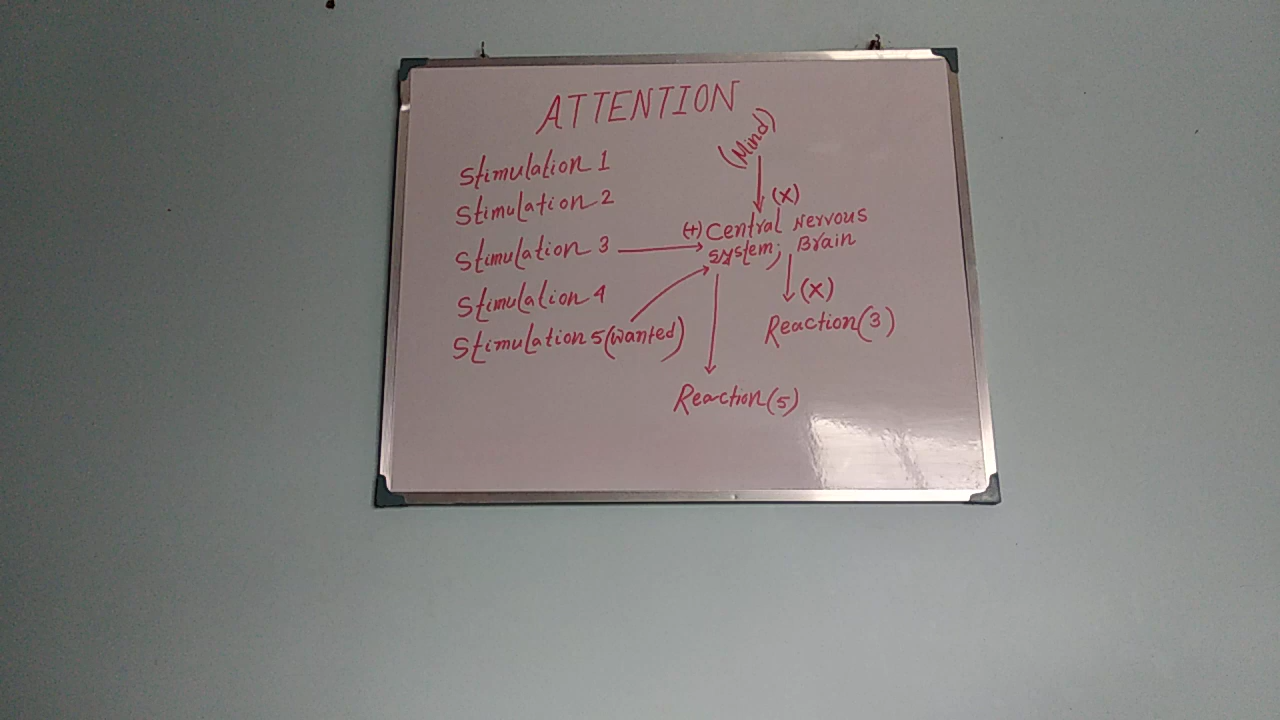 ATTENTION
(Mind)
Stimulation 1
(X)
Stimulation 2
(+) Central Nervous
System; Brain
Stimulation 3
Stimulation 4
(X)
Reaction (3)
Stimulation 5 (wanted)
Reaction (5)